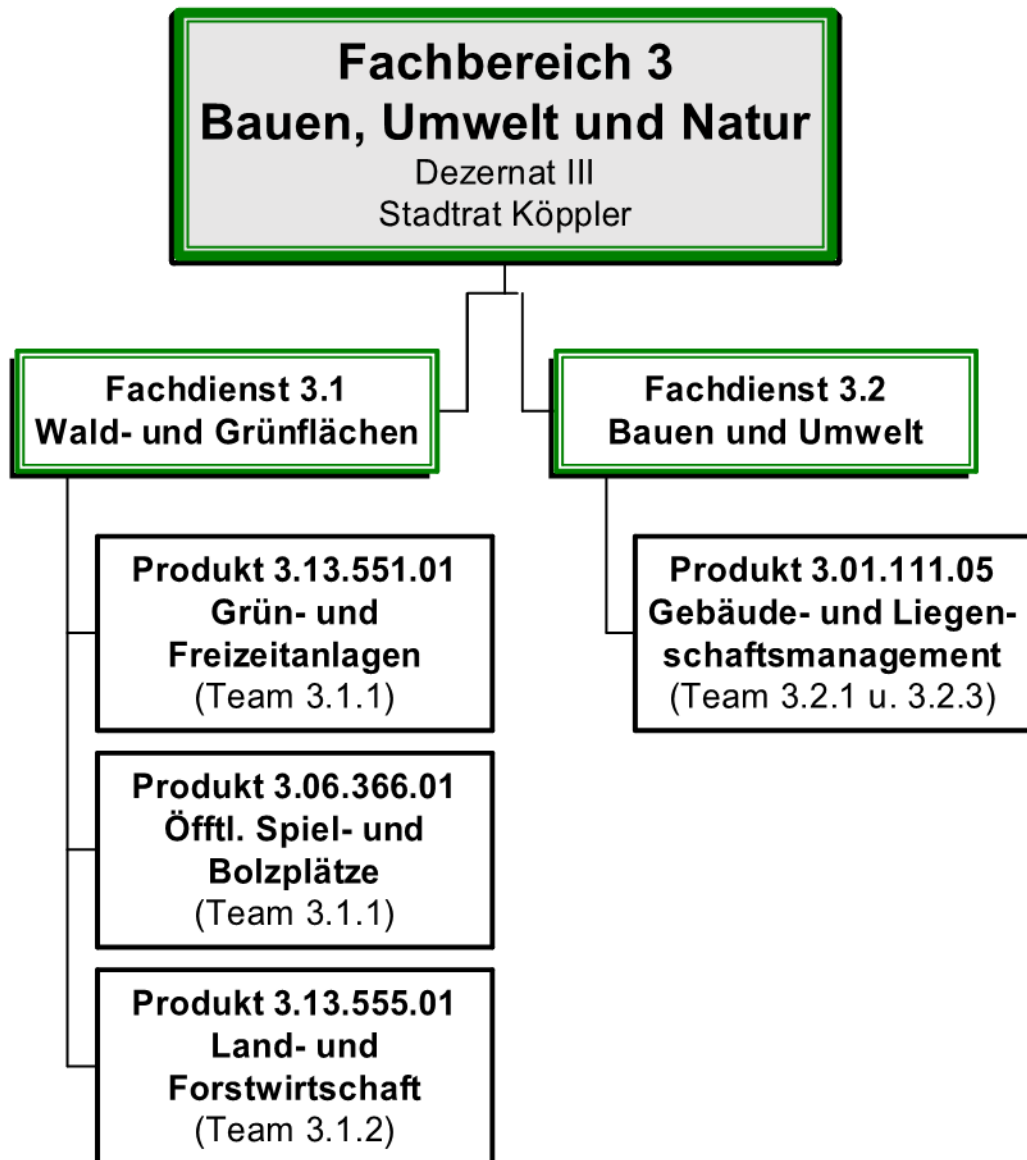 Fachbereich 3
Bauen, Umwelt und Natur
Dezernat III
Stadtrat Köppler
Fachdienst 3.1
Wald- und Grünflächen
Fachdienst 3.2
Bauen und Umwelt
Produkt 3.13.551.01
Grün- und
Freizeitanlagen
(Team 3.1.1)
Produkt 3.01.111.05
Gebäude- und Liegen-
schaftsmanagement
(Team 3.2.1 u. 3.2.3)
Produkt 3.06.366.01
Öfftl. Spiel- und
Bolzplätze
(Team 3.1.1)
Produkt 3.13.555.01
Land- und
Forstwirtschaft
(Team 3.1.2)